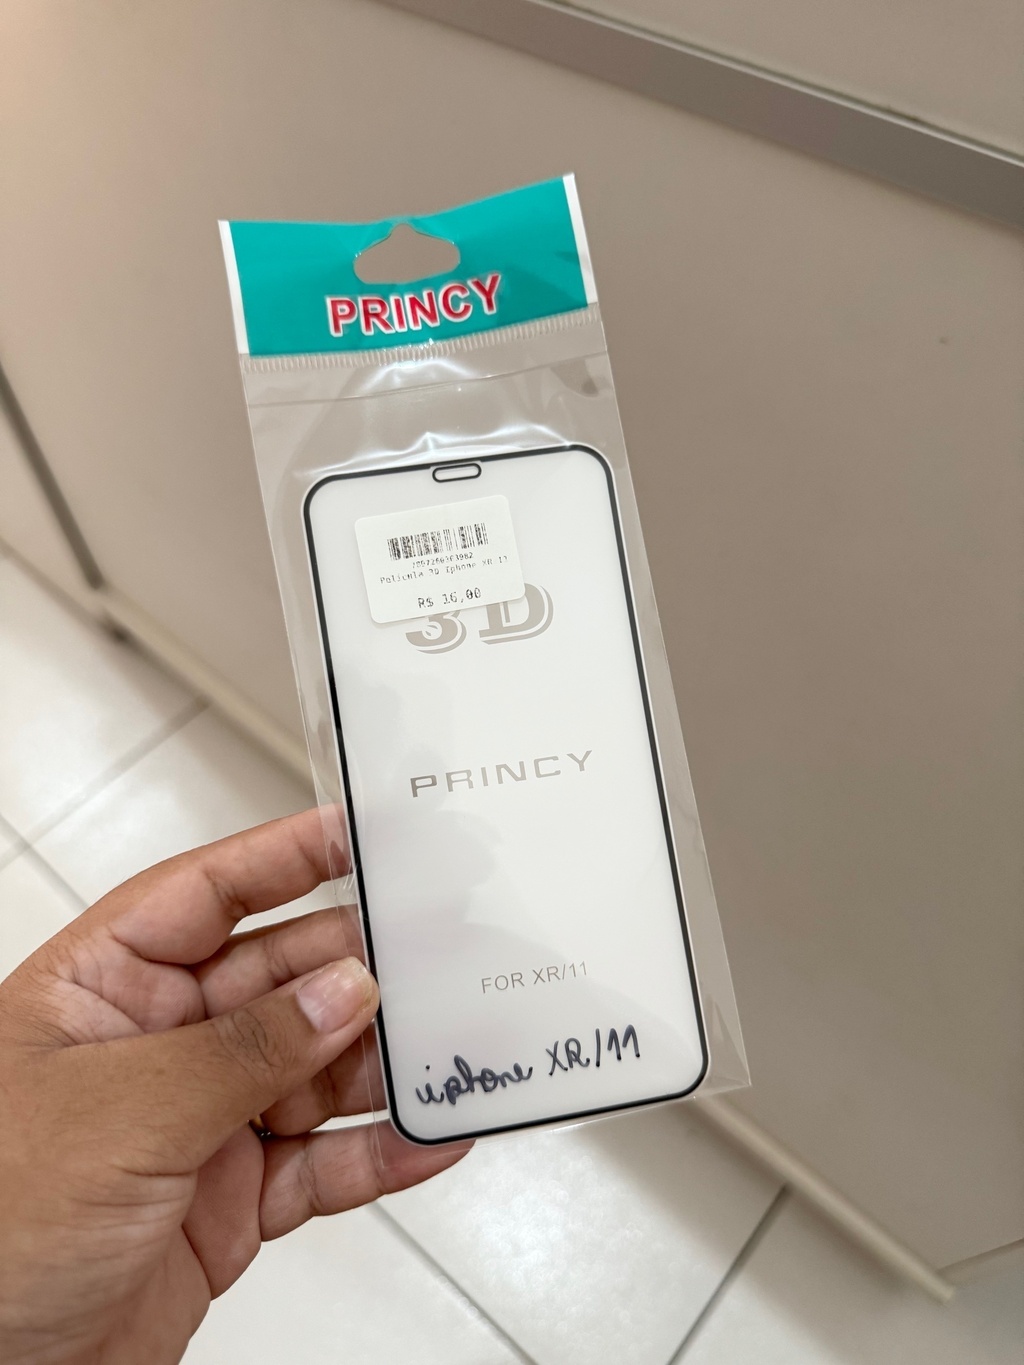 PRINCY
Película 3D Iphone XR 11
R$ 16,00
3D
PRINCY
FOR XR/11
iphone XR/11